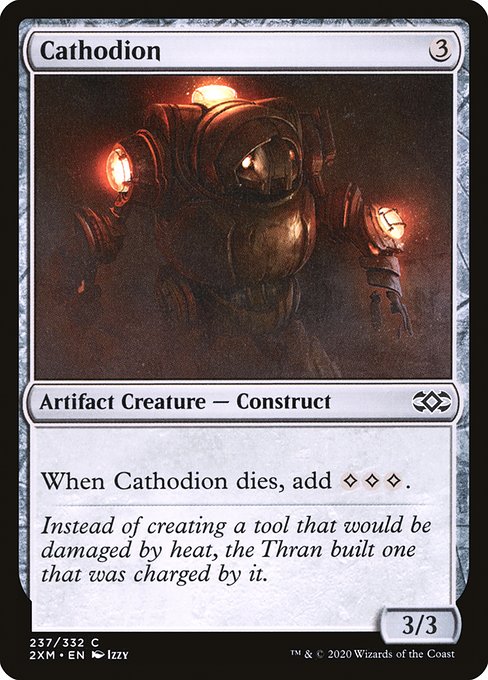 Cathodion 3
Artifact Creature — Construct
When Cathodion dies, add ◇◇◇.
Instead of creating a tool that would be
damaged by heat, the Thran built one
that was charged by it.
3/3
237/332 C
2XM • EN Izzy
™ & © 2020 Wizards of the Coast